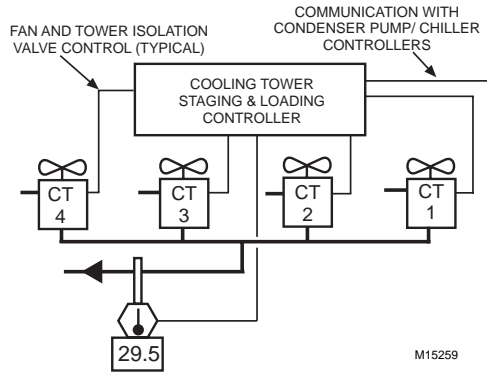 FAN AND TOWER ISOLATION
VALVE CONTROL (TYPICAL)
COMMUNICATION WITH
CONDENSER PUMP/ CHILLER
CONTROLLERS
COOLING TOWER
STAGING & LOADING
CONTROLLER
CT
4
CT
3
CT
2
CT
1
29.5
M15259